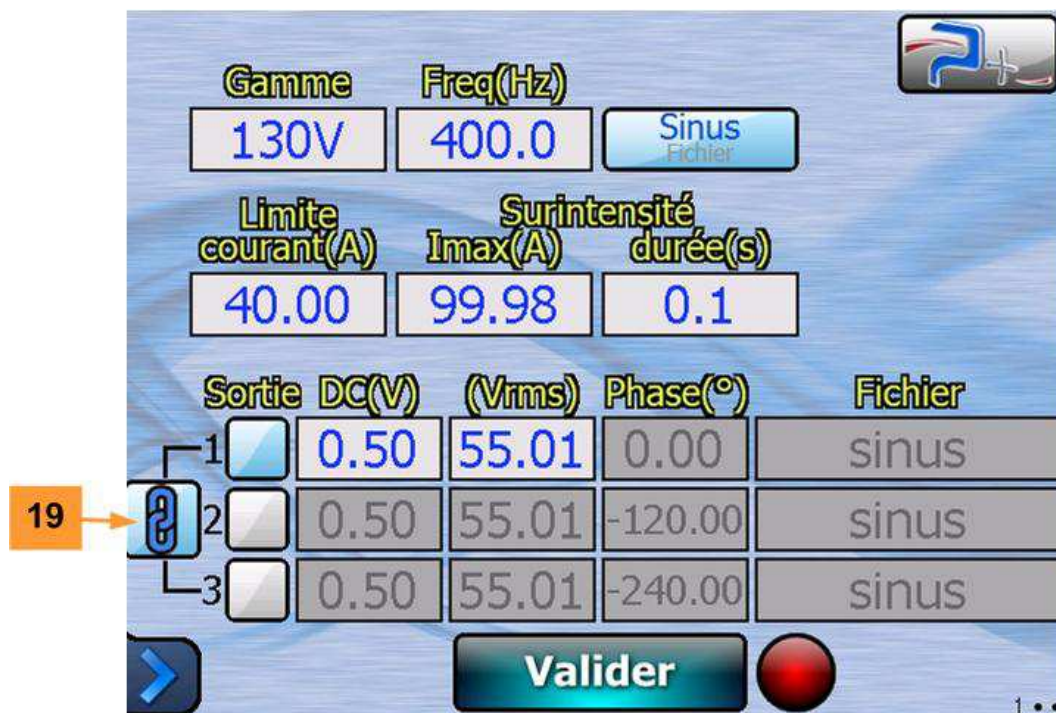 Gamme Freq(Hz)
130V 400.0 Sinus
Fichier
Limite Surintensité
courant(A) Imax(A) durée(s)
40.00 99.98 0.1
Sortie DC(V) (Vrms) Phase(°) Fichier
1 0.50 55.01 0.00 sinus
19 2 0.50 55.01 -120.00 sinus
3 0.50 55.01 -240.00 sinus
Valider
1